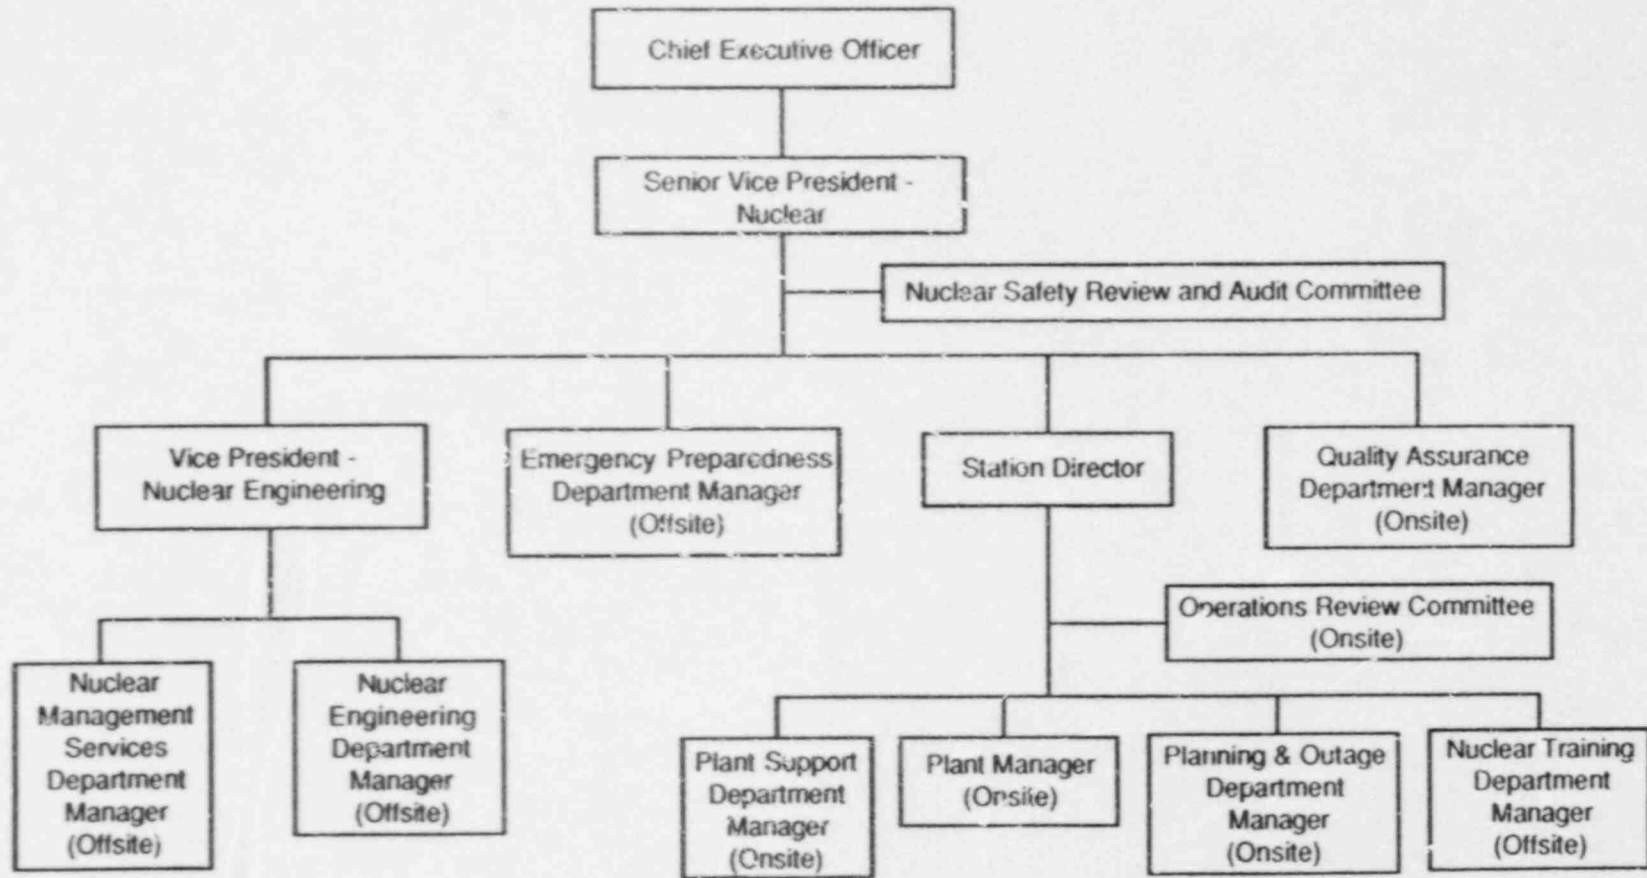 Chief Executive Officer
Senior Vice President -
Nuclear
Nuclear Safety Review and Audit Committee
Vice President -
Nuclear Engineering
Emergency Preparedness
Department Manager
(Offsite)
Station Director
Quality Assurance
Department Manager
(Onsite)
Operations Review Committee
(Onsite)
Nuclear
Management
Services
Department
Manager
(Offsite)
Nuclear
Engineering
Department
Manager
(Offsite)
Plant Support
Department
Manager
(Onsite)
Plant Manager
(Onsite)
Planning & Outage
Department
Manager
(Onsite)
Nuclear Training
Department
Manager
(Offsite)